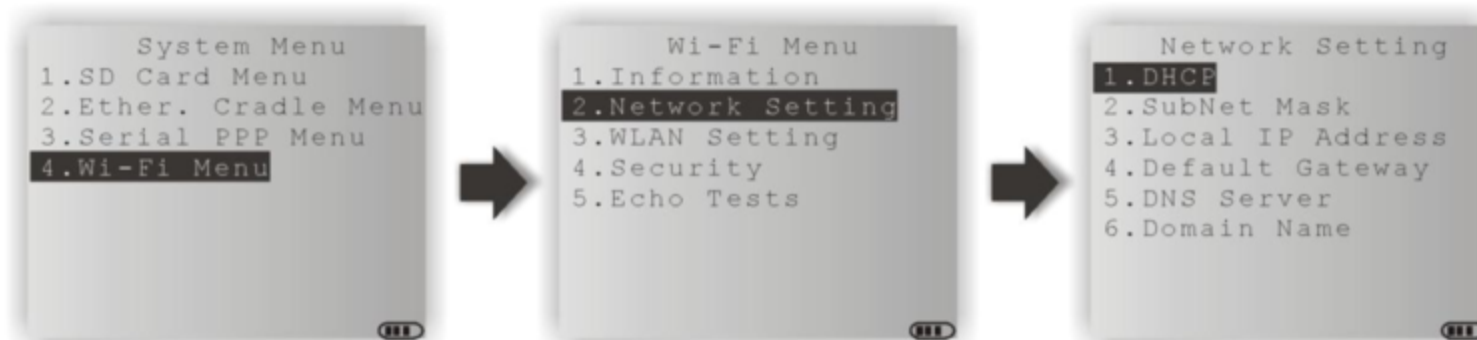 System Menu
1.SD Card Menu
2.Ether. Cradle Menu
3.Serial PPP Menu
4.Wi-Fi Menu
Wi-Fi Menu
1.Information
2.Network Setting
3.WLAN Setting
4.Security
5.Echo Tests
Network Setting
1.DHCP
2.SubNet Mask
3.Local IP Address
4.Default Gateway
5.DNS Server
6.Domain Name